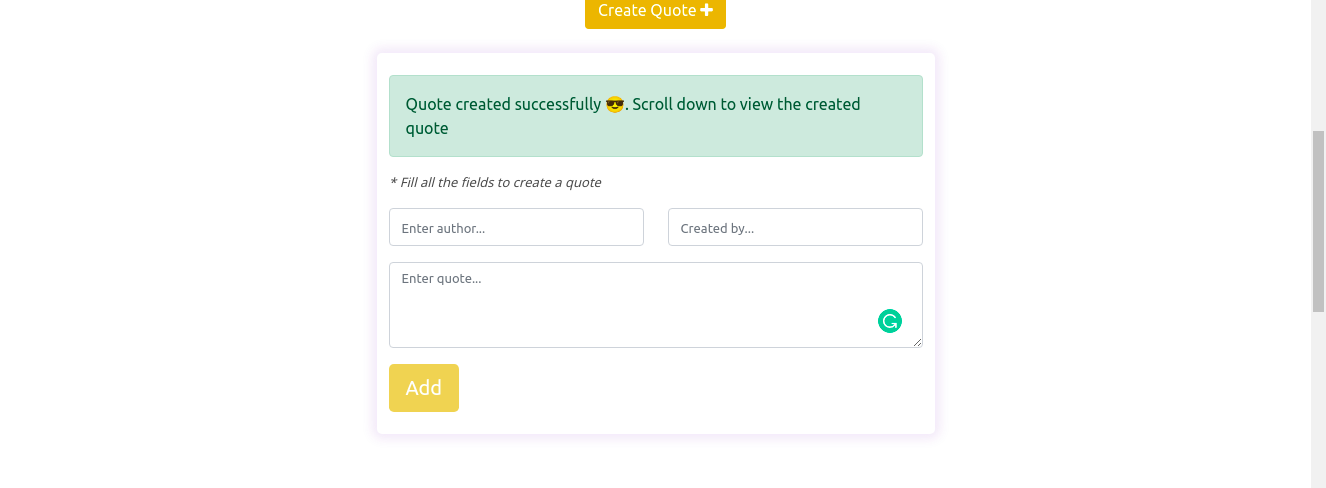 Create Quote
Quote created successfully 😎. Scroll down to view the created
quote
* Fill all the fields to create a quote
Enter author...
Created by...
Enter quote...
Add